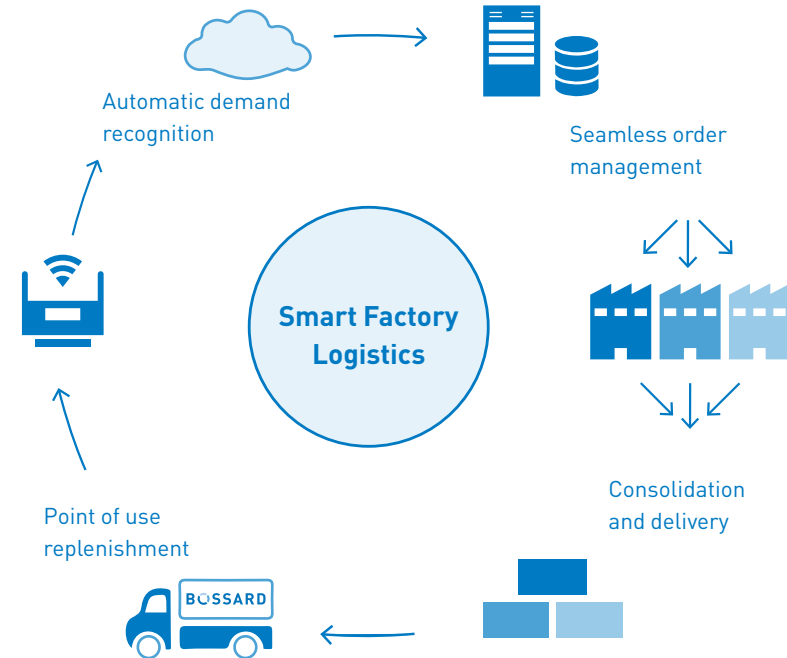 Automatic demand
recognition
Seamless order
management
Smart Factory
Logistics
Consolidation
and delivery
Point of use
replenishment
BOSSARD